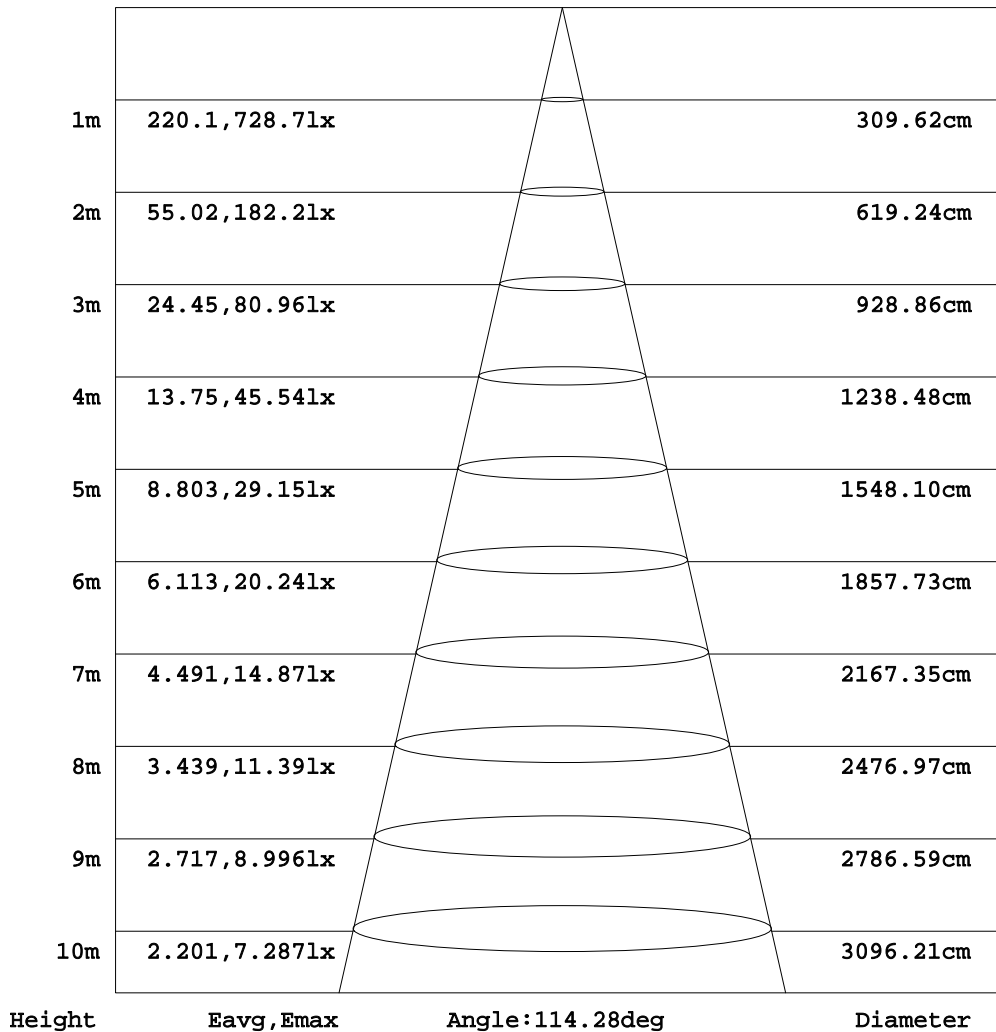 1m 220.1,728.7lx 309.62cm
2m 55.02,182.2lx 619.24cm
3m 24.45,80.96lx 928.86cm
4m 13.75,45.54lx 1238.48cm
5m 8.803,29.15lx 1548.10cm
6m 6.113,20.24lx 1857.73cm
7m 4.491,14.87lx 2167.35cm
8m 3.439,11.39lx 2476.97cm
9m 2.717,8.996lx 2786.59cm
10m 2.201,7.287lx 3096.21cm
Height Eavg,Emax Angle:114.28deg Diameter